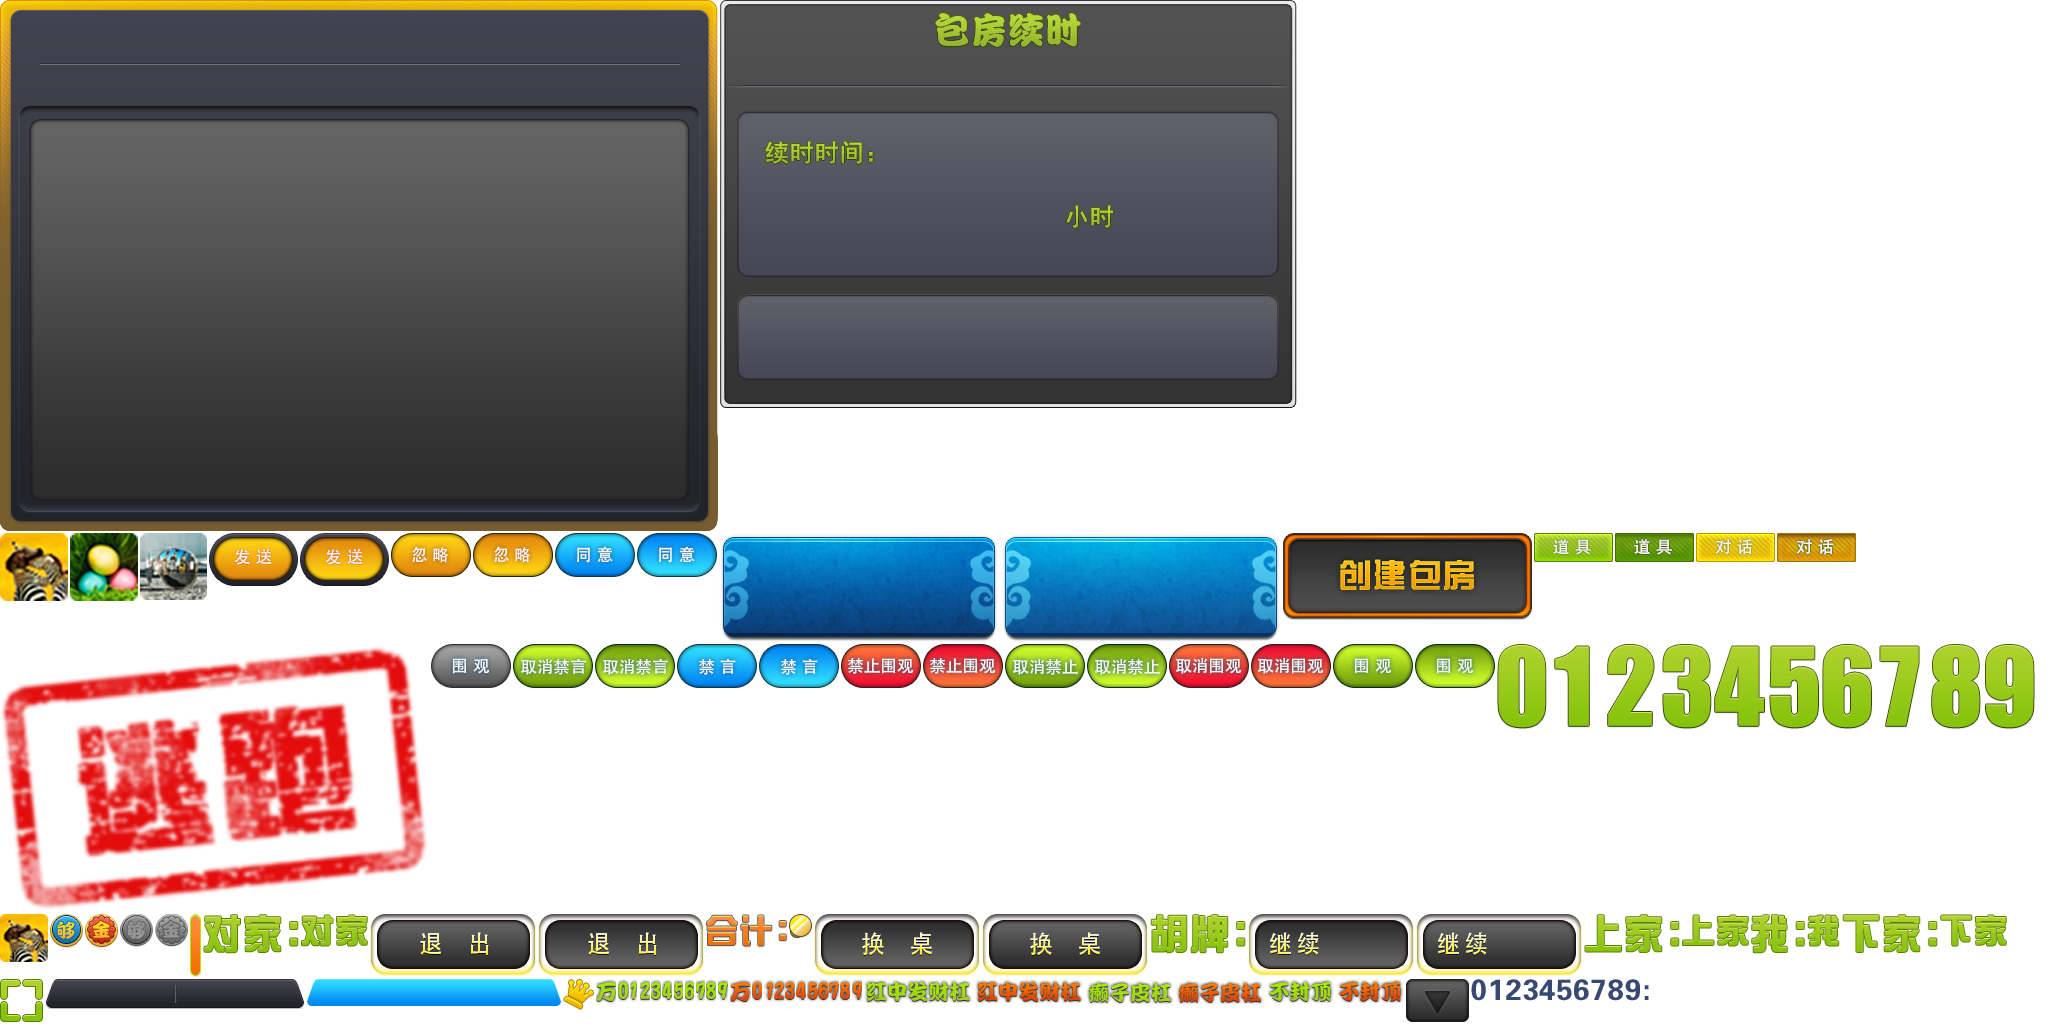 包房续时
续时时间：
小时
发 送 发 送 忽 略 忽 略 同 意 同 意
创建包房
道 具 道 具 对 话 对 话
围 观 取消禁言 取消禁言 禁 言 禁 言 禁止围观 禁止围观 取消禁止 取消禁止 取消围观 取消围观 围 观 围 观
0123456789
逃跑
够 金 够 金 对家:对家 退 出 退 出 合计: 换 桌 换 桌 胡牌: 继续 继续 上家:上家我:我下家:下家
万0123456789万0123456789红中发财杠 红中发财杠 癞子皮杠 癞子皮杠 不封顶 不封顶 0123456789: